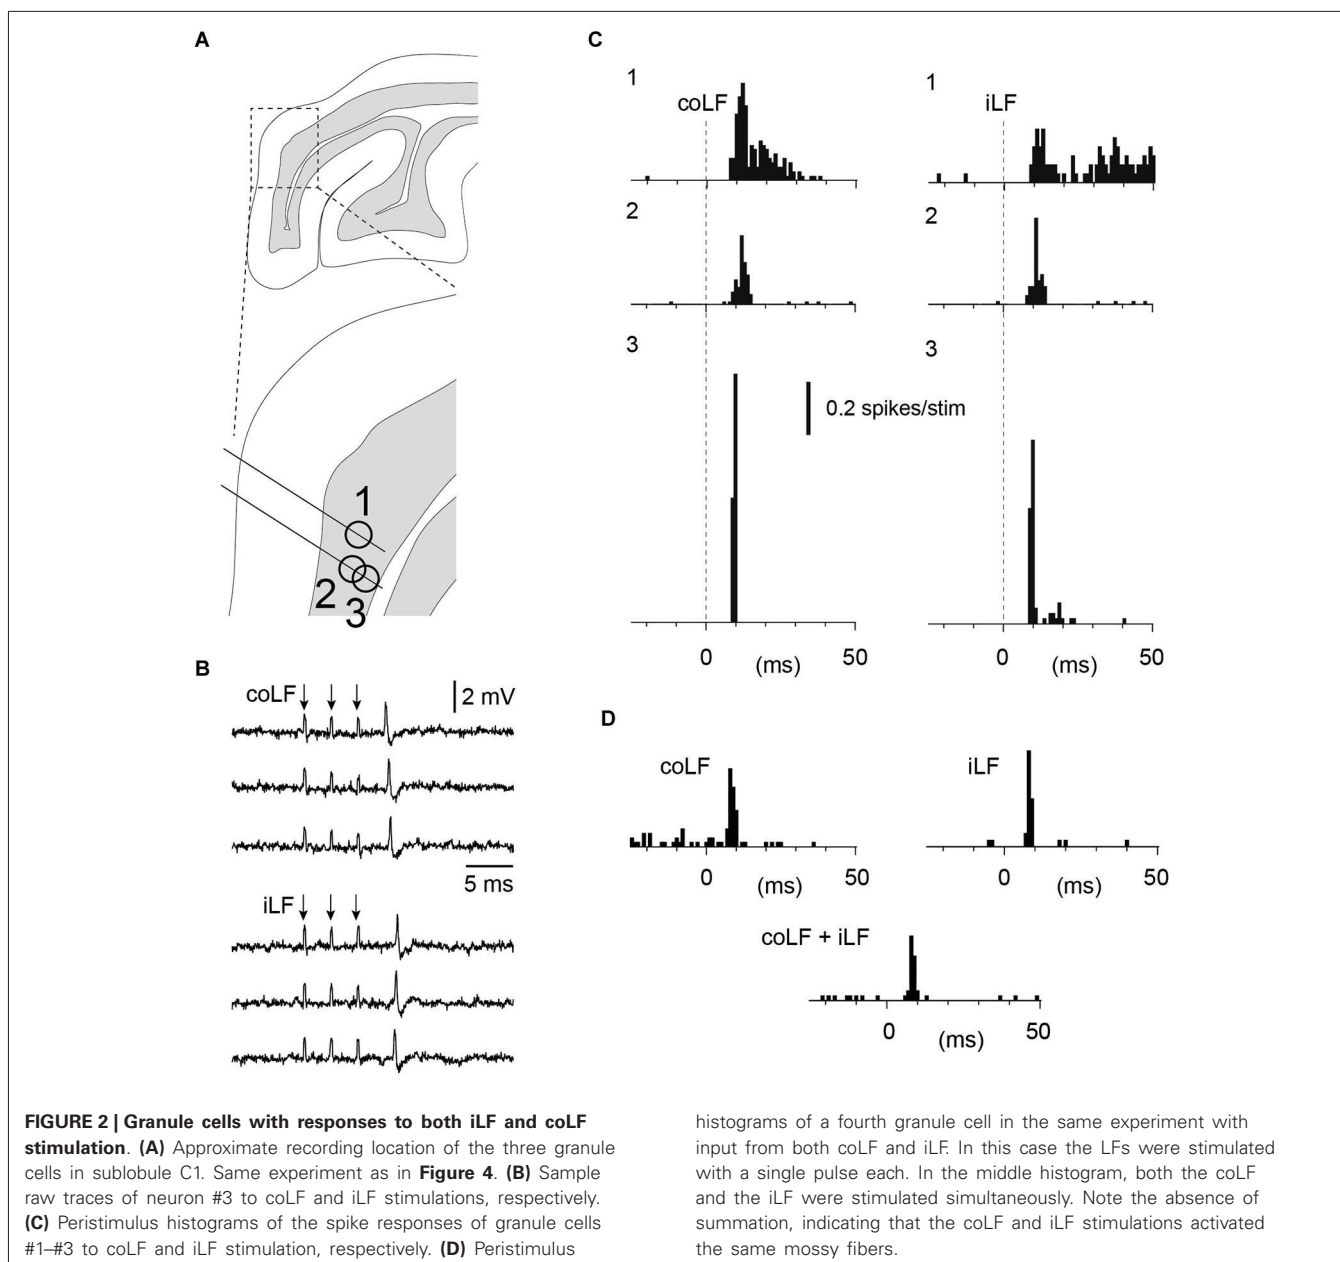 A
1
2
3
B
coLF
2 mV
5 ms
iLF
C
1
coLF
1
iLF
2
2
3
3
0.2 spikes/stim
0
(ms)
50
0
(ms)
50
D
coLF
iLF
0
(ms)
50
0
(ms)
50
coLF + iLF
0
(ms)
50
FIGURE 2 | Granule cells with responses to both iLF and coLF
stimulation. (A) Approximate recording location of the three granule
cells in sublobule C1. Same experiment as in Figure 4. (B) Sample
raw traces of neuron #3 to coLF and iLF stimulations, respectively.
(C) Peristimulus histograms of the spike responses of granule cells
#1–#3 to coLF and iLF stimulation, respectively. (D) Peristimulus
histograms of a fourth granule cell in the same experiment with
input from both coLF and iLF. In this case the LFs were stimulated
with a single pulse each. In the middle histogram, both the coLF
and the iLF were stimulated simultaneously. Note the absence of
summation, indicating that the coLF and iLF stimulations activated
the same mossy fibers.